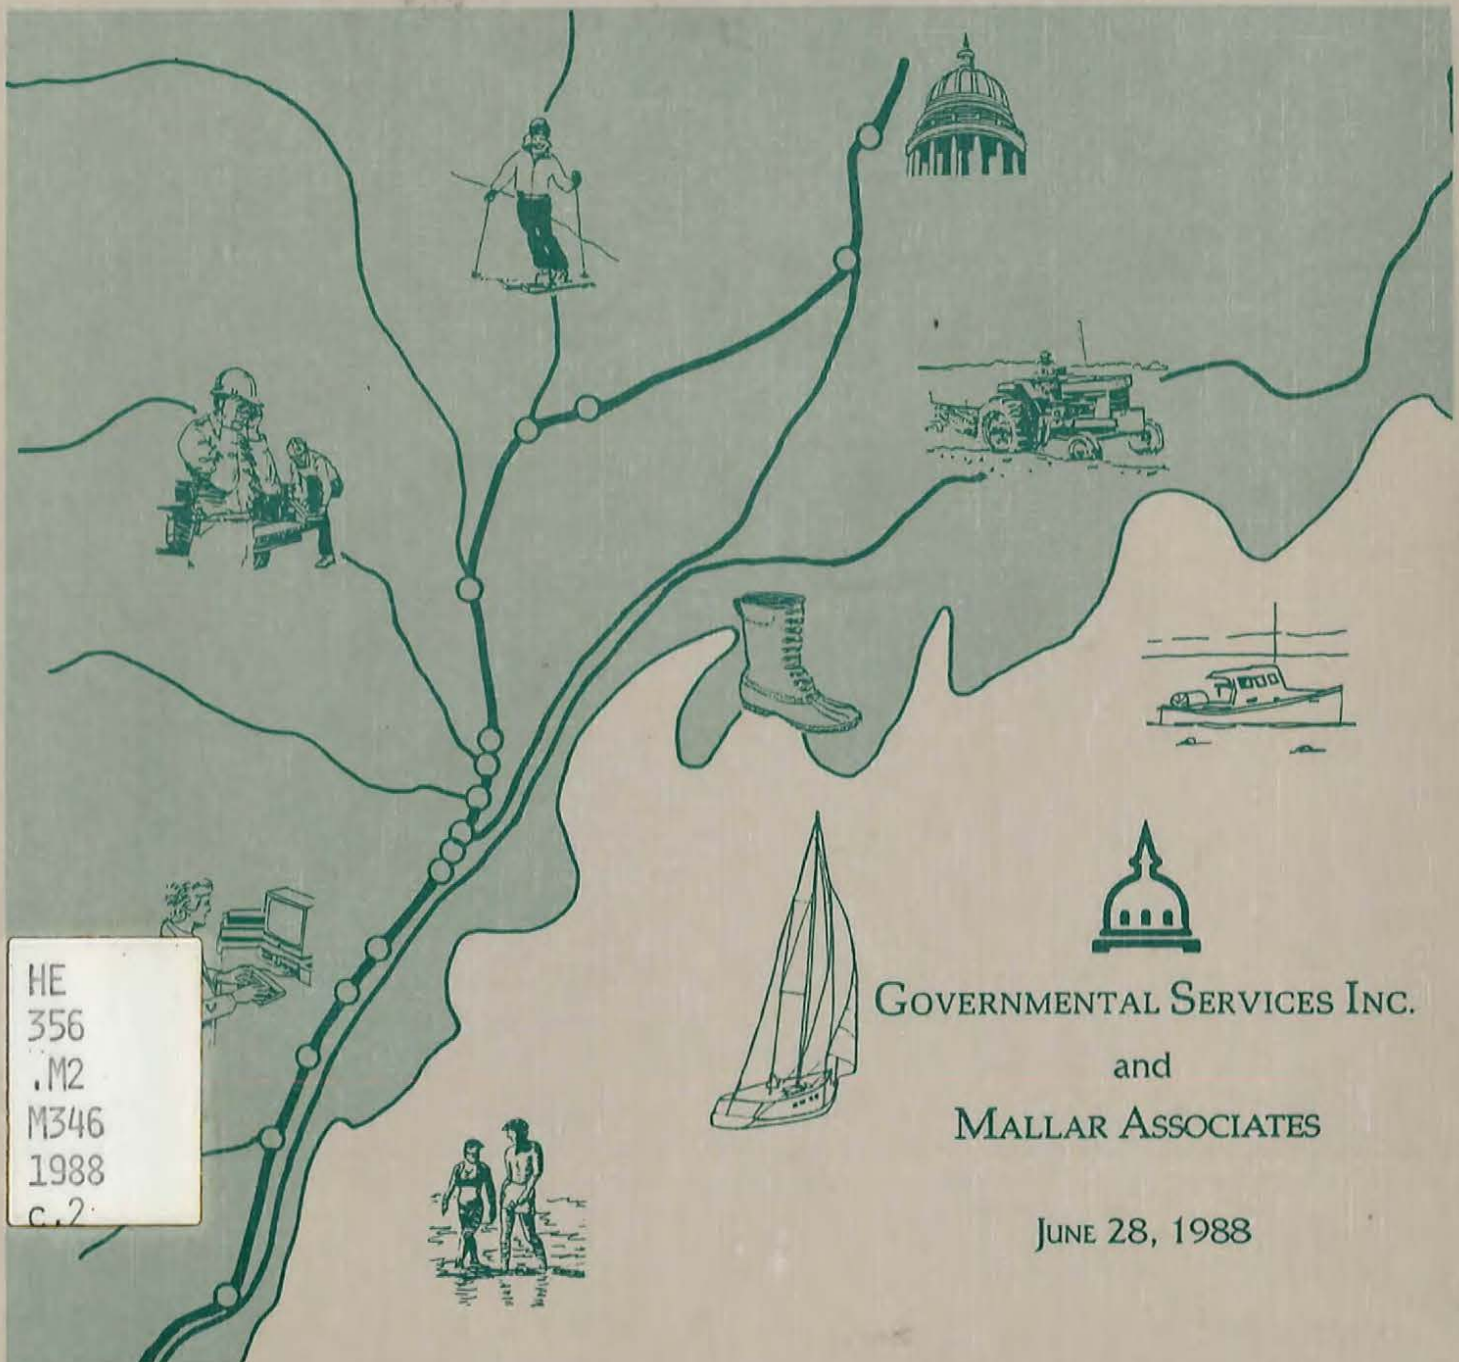 HE
356
.M2
M346
1988
c.2
GOVERNMENTAL SERVICES INC.
and
MALLAR ASSOCIATES
JUNE 28, 1988